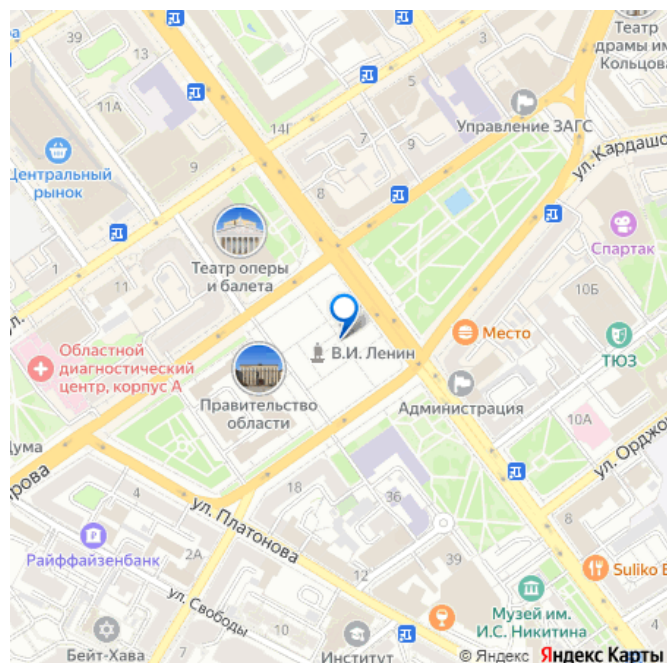 Театр
драмы им
Кольцова
39
13
3
5
11А
14Г
7
9
Управление ЗАГС
ул. Кардашо
Центральный
рынок
9
8
Спартак
Театр оперы
и балета
1
11
10Б
ул.
Место
В.И. Ленин
ТЮЗ
Областной
диагностический
центр, корпус А
Правительство
области
Администрация
10А
Дума
ул. Орджо
18
36
4
ул. Платонова
8
Райффайзенбанк
2А
39
Suliko
12
ул. Свободы
Музей им.
И.С. Никитина
10
Бейт-Хава
Институт
© Яндекс Яндекс Карты